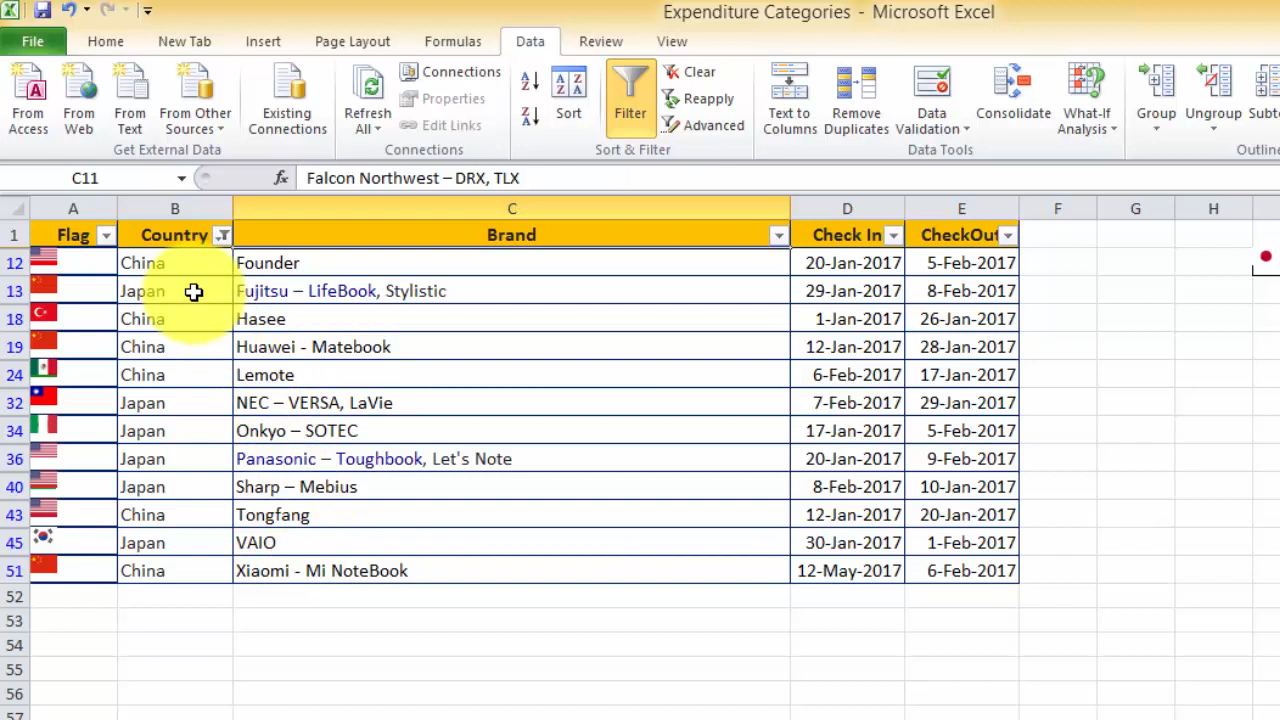 Expenditure Categories - Microsoft Excel
File Home New Tab Insert Page Layout Formulas Data Review View
From Access
From Web
From Text
From Other Sources
Existing Connections
Refresh All
Connections
Properties
Edit Links
Sort
Filter
Clear
Reapply
Advanced
Text to Columns
Remove Duplicates
Data Validation
Consolidate
What-If Analysis
Group
Ungroup
Get External Data Connections Sort & Filter Data Tools
C11 fx Falcon Northwest – DRX, TLX
A B C D E F G H
1 Flag Country Brand Check In CheckOut
12 China Founder 20-Jan-2017 5-Feb-2017
13 Japan Fujitsu – LifeBook, Stylistic 29-Jan-2017 8-Feb-2017
18 China Hasee 1-Jan-2017 26-Jan-2017
19 China Huawei - Matebook 12-Jan-2017 28-Jan-2017
24 China Lemote 6-Feb-2017 17-Jan-2017
32 Japan NEC – VERSA, LaVie 7-Feb-2017 29-Jan-2017
34 Japan Onkyo – SOTEC 17-Jan-2017 5-Feb-2017
36 Japan Panasonic – Toughbook, Let's Note 20-Jan-2017 9-Feb-2017
40 Japan Sharp – Mebius 8-Feb-2017 10-Jan-2017
43 China Tongfang 12-Jan-2017 20-Jan-2017
45 Japan VAIO 30-Jan-2017 1-Feb-2017
51 China Xiaomi - Mi NoteBook 12-May-2017 6-Feb-2017
52
53
54
55
56
57